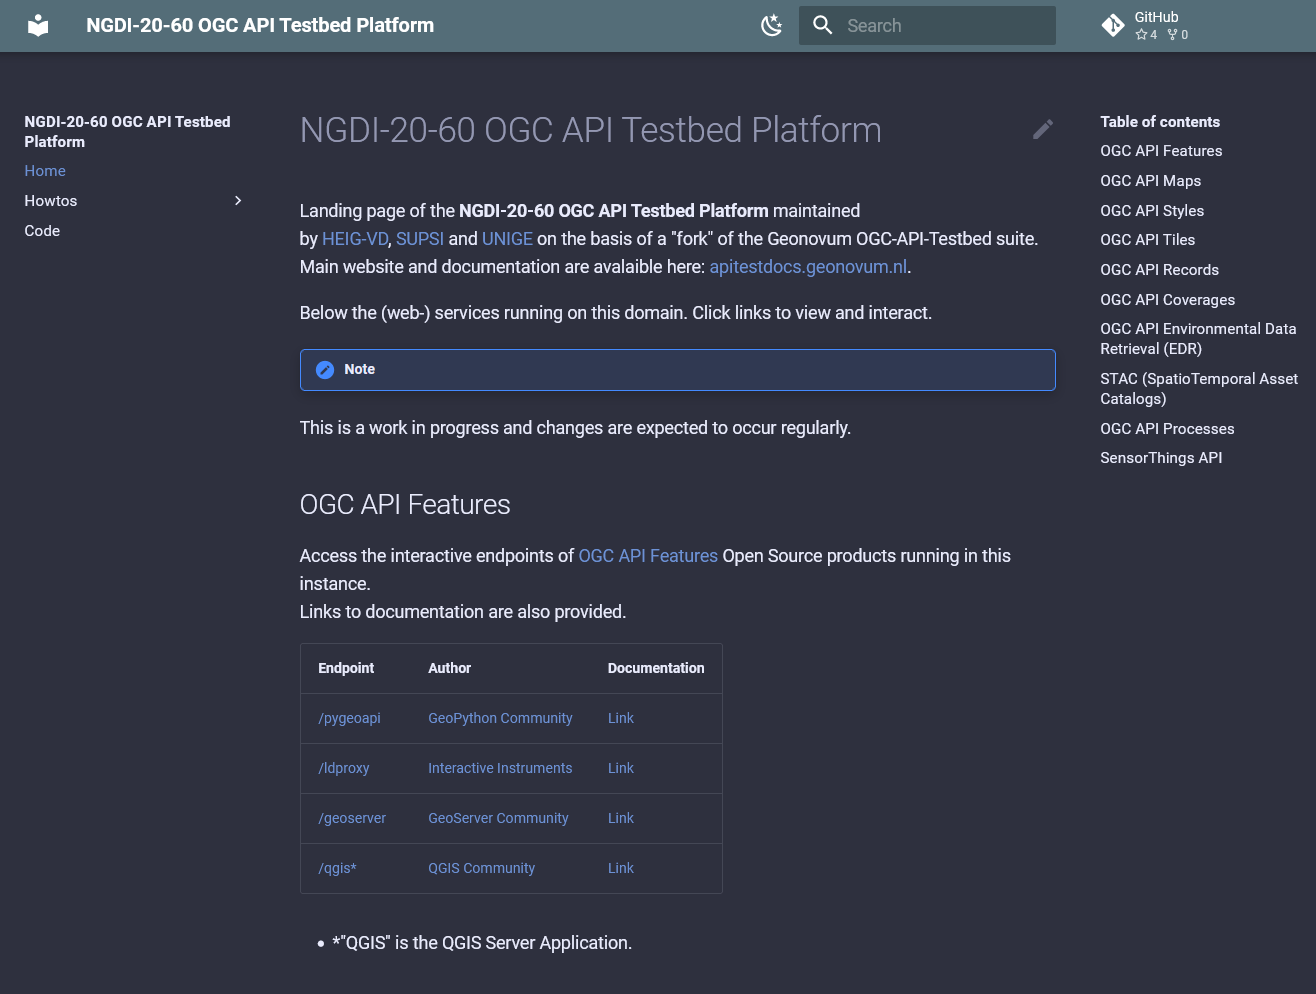 NGDI-20-60 OGC API Testbed Platform
Search
GitHub
4 0
NGDI-20-60 OGC API Testbed
Platform
Home
Howtos
Code
NGDI-20-60 OGC API Testbed Platform
Landing page of the NGDI-20-60 OGC API Testbed Platform maintained
by HEIG-VD, SUPSI and UNIGE on the basis of a "fork" of the Geonovum OGC-API-Testbed suite.
Main website and documentation are avalaible here: apitestdocs.geonovum.nl.
Below the (web-) services running on this domain. Click links to view and interact.
Note
This is a work in progress and changes are expected to occur regularly.
OGC API Features
Access the interactive endpoints of OGC API Features Open Source products running in this
instance.
Links to documentation are also provided.
Endpoint Author Documentation
/pygeoapi GeoPython Community Link
/ldproxy Interactive Instruments Link
/geoserver GeoServer Community Link
/qgis* QGIS Community Link
• *"QGIS" is the QGIS Server Application.
Table of contents
OGC API Features
OGC API Maps
OGC API Styles
OGC API Tiles
OGC API Records
OGC API Coverages
OGC API Environmental Data
Retrieval (EDR)
STAC (SpatioTemporal Asset
Catalogs)
OGC API Processes
SensorThings API